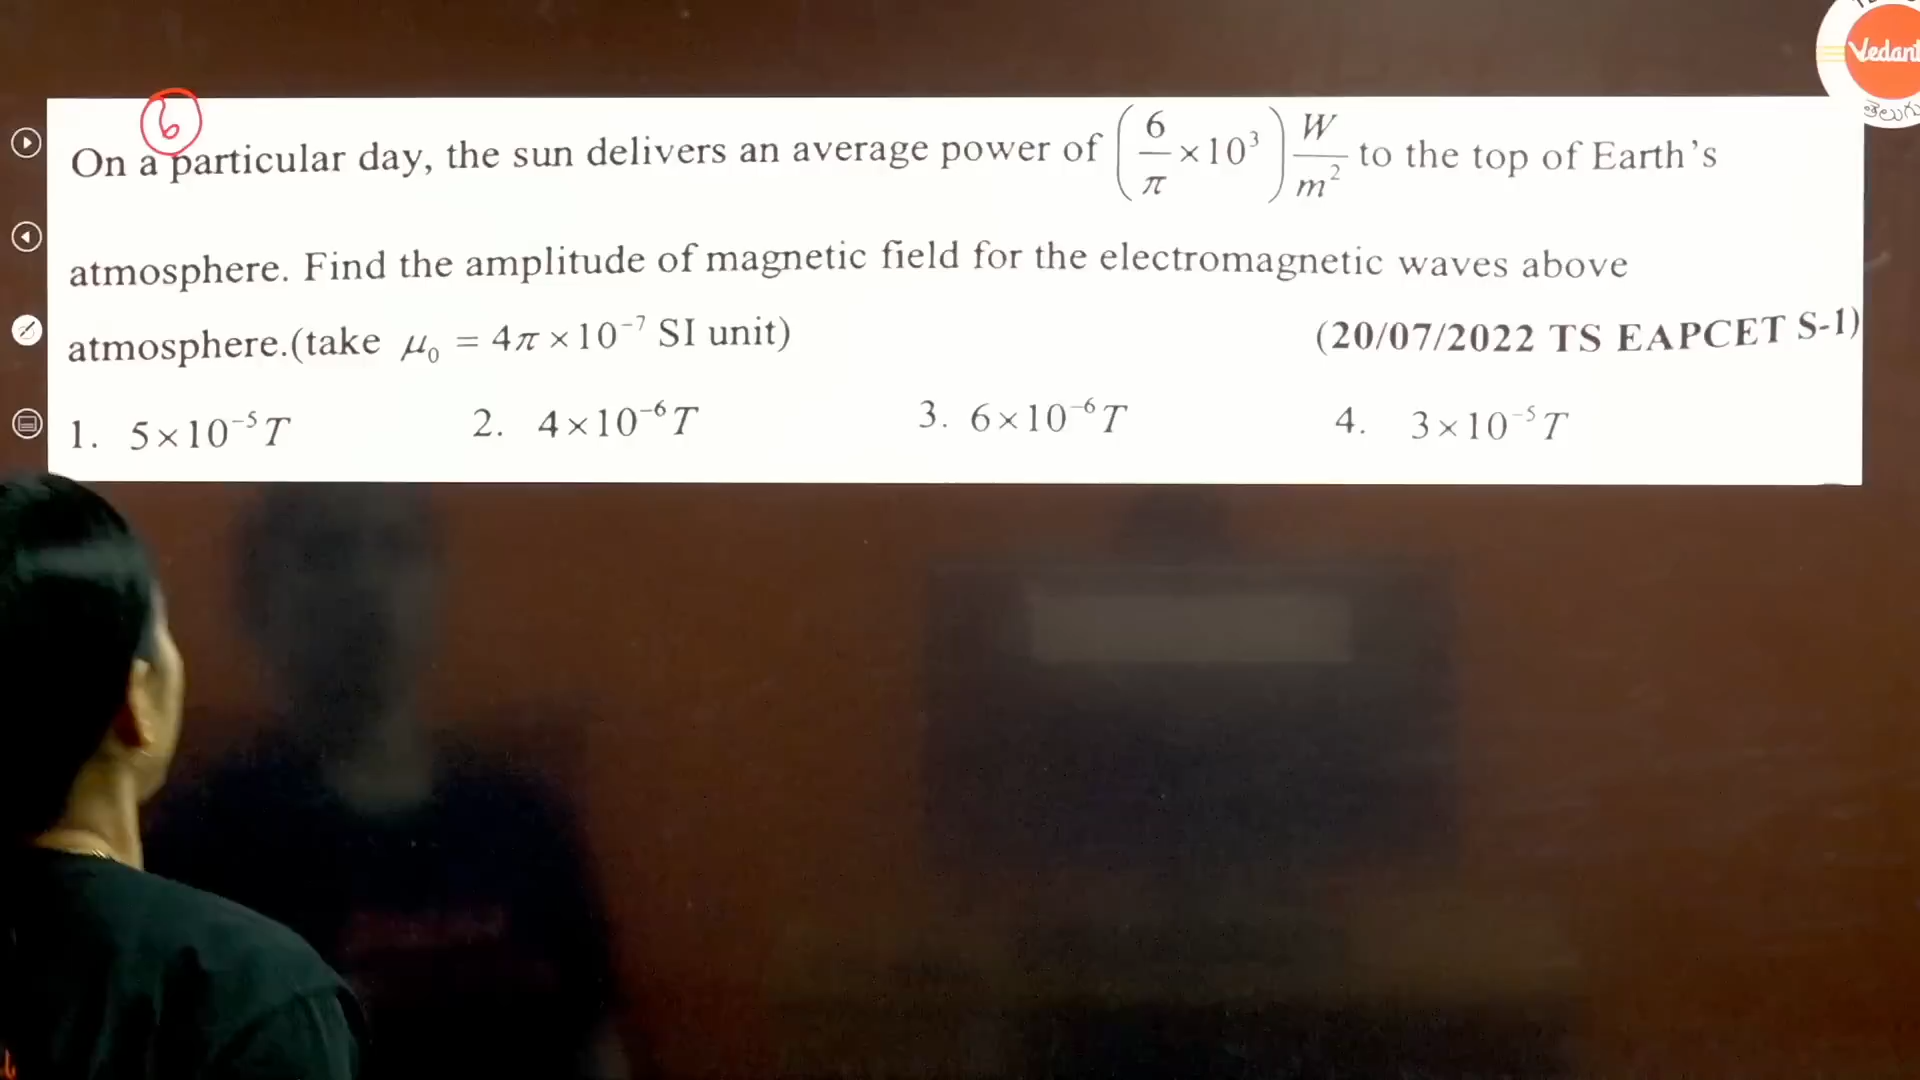 Vedant
తెలుగు
6
On a particular day, the sun delivers an average power of (6/π ×10³) W/m² to the top of Earth's
atmosphere. Find the amplitude of magnetic field for the electromagnetic waves above
atmosphere.(take μ₀ = 4π×10⁻⁷ SI unit)
(20/07/2022 TS EAPCET S-1)
1. 5×10⁻⁵T 2. 4×10⁻⁶T 3. 6×10⁻⁶T 4. 3×10⁻⁵T